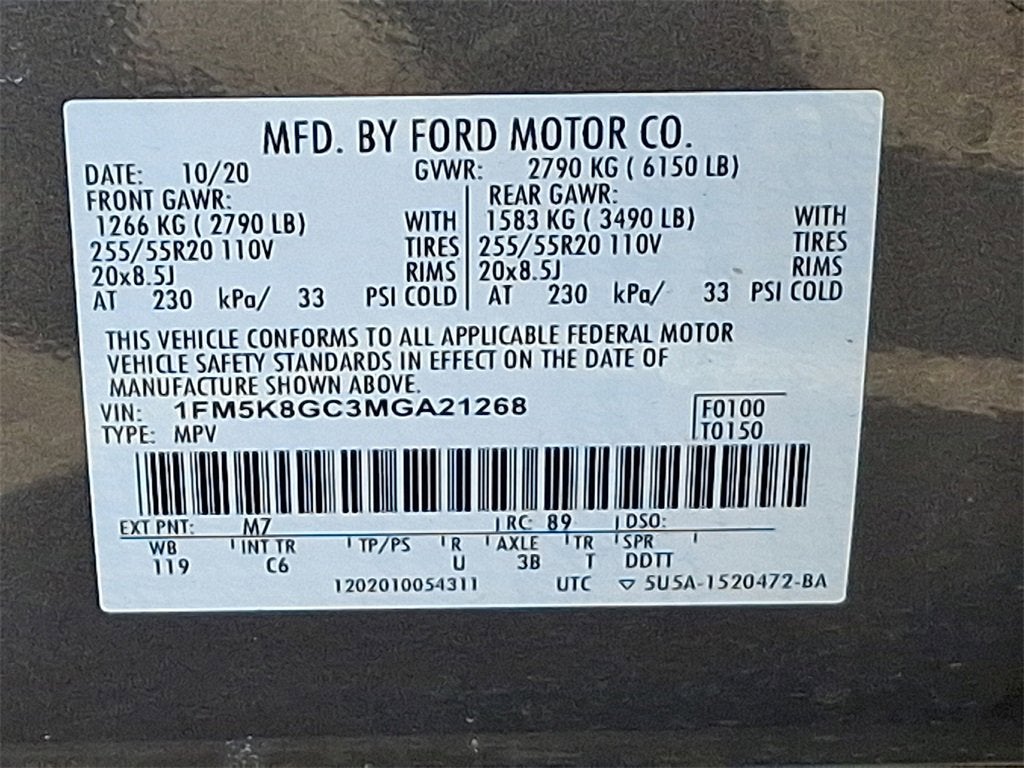 MFD. BY FORD MOTOR CO.
DATE: 10/20 GVWR: 2790 KG ( 6150 LB)
FRONT GAWR: REAR GAWR:
1266 KG ( 2790 LB) WITH 1583 KG ( 3490 LB) WITH
255/55R20 110V TIRES 255/55R20 110V TIRES
20x8.5J RIMS 20x8.5J RIMS
AT 230 kPa/ 33 PSI COLD AT 230 kPa/ 33 PSI COLD
THIS VEHICLE CONFORMS TO ALL APPLICABLE FEDERAL MOTOR
VEHICLE SAFETY STANDARDS IN EFFECT ON THE DATE OF
MANUFACTURE SHOWN ABOVE.
VIN: 1FM5K8GC3MGA21268 F0100
TYPE: MPV T0150
EXT PNT: M7 RC: 89 DSO:
WB INT TR TP/PS R AXLE TR SPR
119 C6 U 3B T DDTT
1202010054311 UTC ▽ 5U5A-1520472-BA